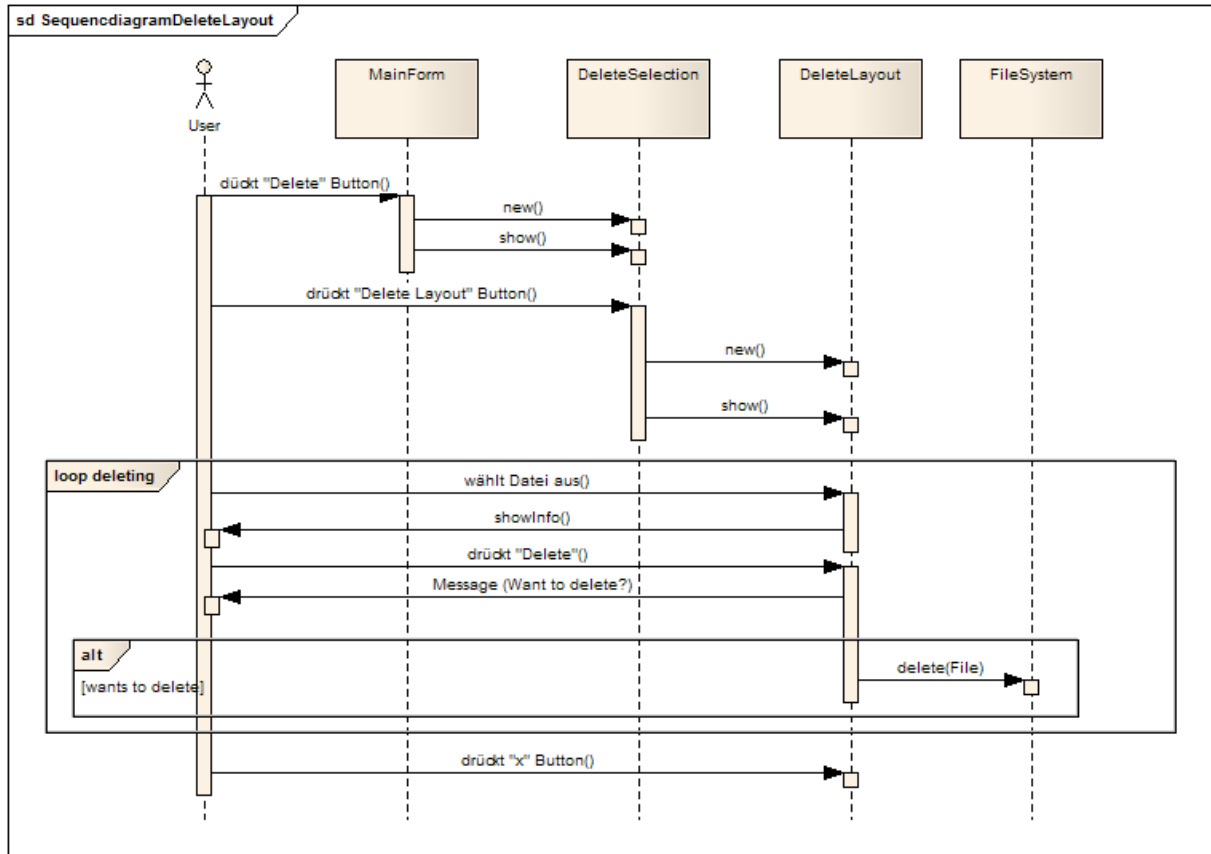 sd SequencdiagramDeleteLayout
User
MainForm
DeleteSelection
DeleteLayout
FileSystem
dückt "Delete" Button()
new()
show()
drückt "Delete Layout" Button()
new()
show()
loop deleting
wählt Datei aus()
showInfo()
drückt "Delete"()
Message (Want to delete?)
alt
[wants to delete]
delete(File)
drückt "x" Button()